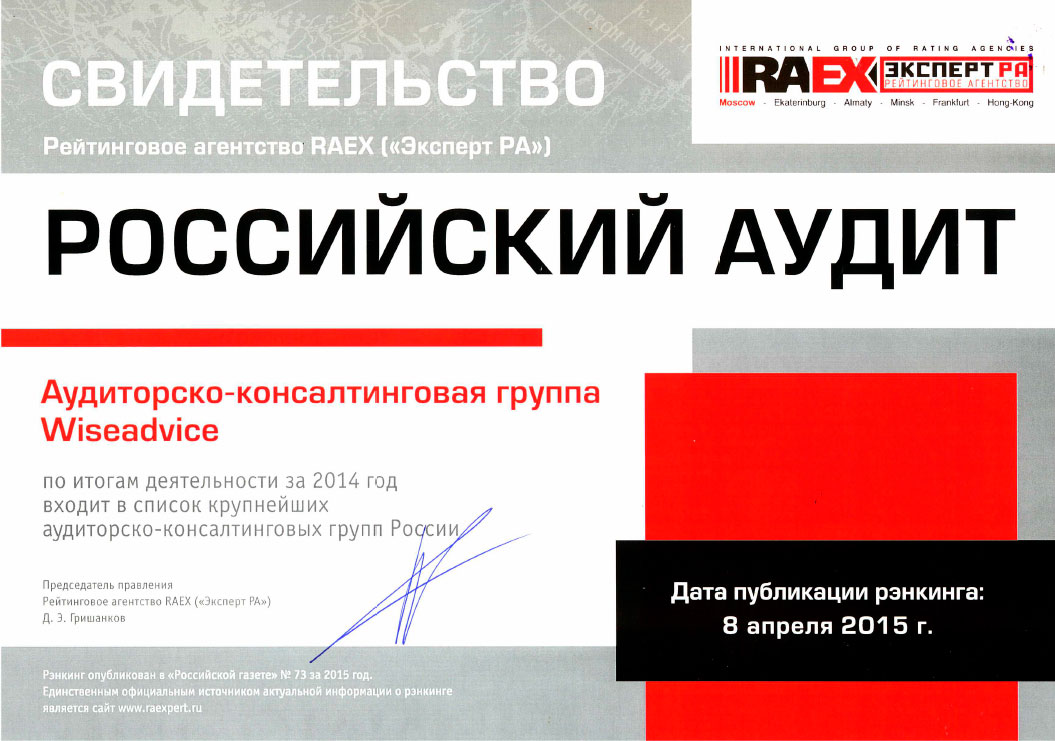 СВИДЕТЕЛЬСТВО
Рейтинговое агентство RAEX («Эксперт РА»)
INTERNATIONAL GROUP OF RATING AGENCIES
RAEX ЭКСПЕРТ РА
РЕЙТИНГОВОЕ АГЕНТСТВО
Moscow - Ekaterinburg - Almaty - Minsk - Frankfurt - Hong-Kong
РОССИЙСКИЙ АУДИТ
Аудиторско-консалтинговая группа
Wiseadvice
по итогам деятельности за 2014 год
входит в список крупнейших
аудиторско-консалтинговых групп России
Председатель правления
Рейтинговое агентство RAEX («Эксперт РА»)
Д. Э. Гришанков
Дата публикации рэнкинга:
8 апреля 2015 г.
Рэнкинг опубликован в «Российской газете» № 73 за 2015 год.
Единственным официальным источником актуальной информации о рэнкинге
является сайт www.raexpert.ru